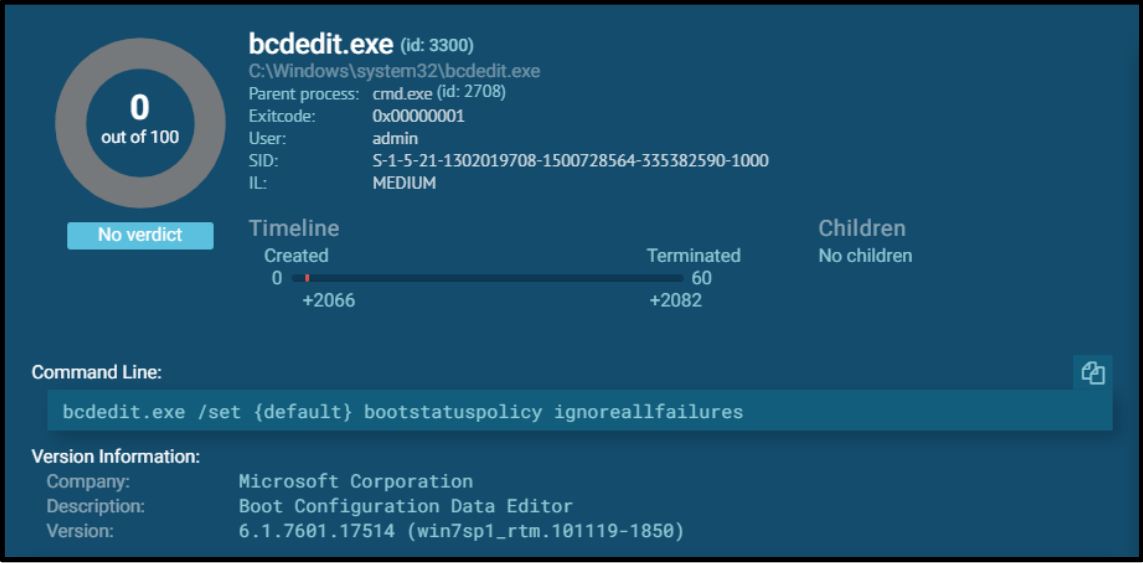 bcdedit.exe (id: 3300)
C:\Windows\system32\bcdedit.exe
Parent process: cmd.exe (id: 2708)
Exitcode: 0x00000001
User: admin
SID: S-1-5-21-1302019708-1500728564-335382590-1000
IL: MEDIUM
0
out of 100
No verdict
Timeline
Created Terminated
0 60
+2066 +2082
Children
No children
Command Line:
bcdedit.exe /set {default} bootstatuspolicy ignoreallfailures
Version Information:
Company: Microsoft Corporation
Description: Boot Configuration Data Editor
Version: 6.1.7601.17514 (win7sp1_rtm.101119-1850)